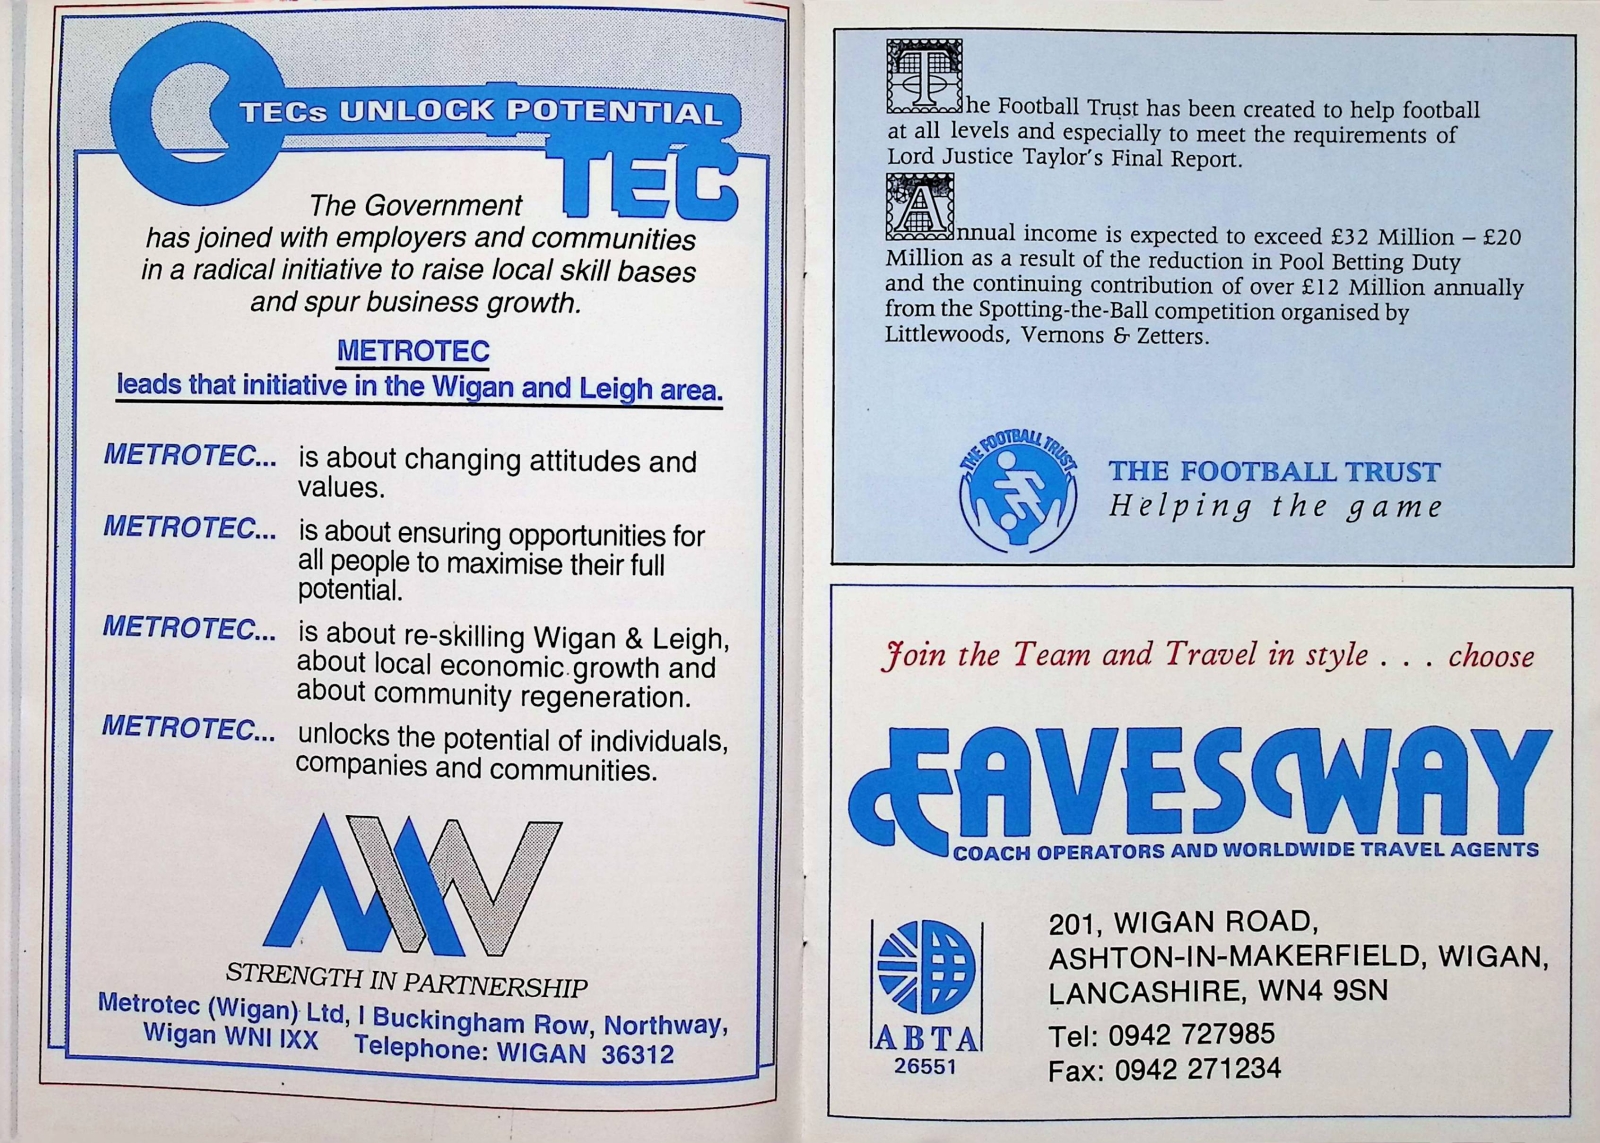 TECs UNLOCK POTENTIAL
TEC
The Government
has joined with employers and communities
in a radical initiative to raise local skill bases
and spur business growth.
METROTEC
leads that initiative in the Wigan and Leigh area.
METROTEC... is about changing attitudes and
values.
METROTEC... is about ensuring opportunities for
all people to maximise their full
potential.
METROTEC... is about re-skilling Wigan & Leigh,
about local economic growth and
about community regeneration.
METROTEC... unlocks the potential of individuals,
companies and communities.
STRENGTH IN PARTNERSHIP
Metrotec (Wigan) Ltd, I Buckingham Row, Northway,
Wigan WNI IXX Telephone: WIGAN 36312
The Football Trust has been created to help football
at all levels and especially to meet the requirements of
Lord Justice Taylor's Final Report.
Annual income is expected to exceed £32 Million – £20
Million as a result of the reduction in Pool Betting Duty
and the continuing contribution of over £12 Million annually
from the Spotting-the-Ball competition organised by
Littlewoods, Vernons & Zetters.
THE FOOTBALL TRUST
THE FOOTBALL TRUST
Helping the game
Join the Team and Travel in style . . . choose
EAVESWAY
COACH OPERATORS AND WORLDWIDE TRAVEL AGENTS
ABTA
26551
201, WIGAN ROAD,
ASHTON-IN-MAKERFIELD, WIGAN,
LANCASHIRE, WN4 9SN
Tel: 0942 727985
Fax: 0942 271234